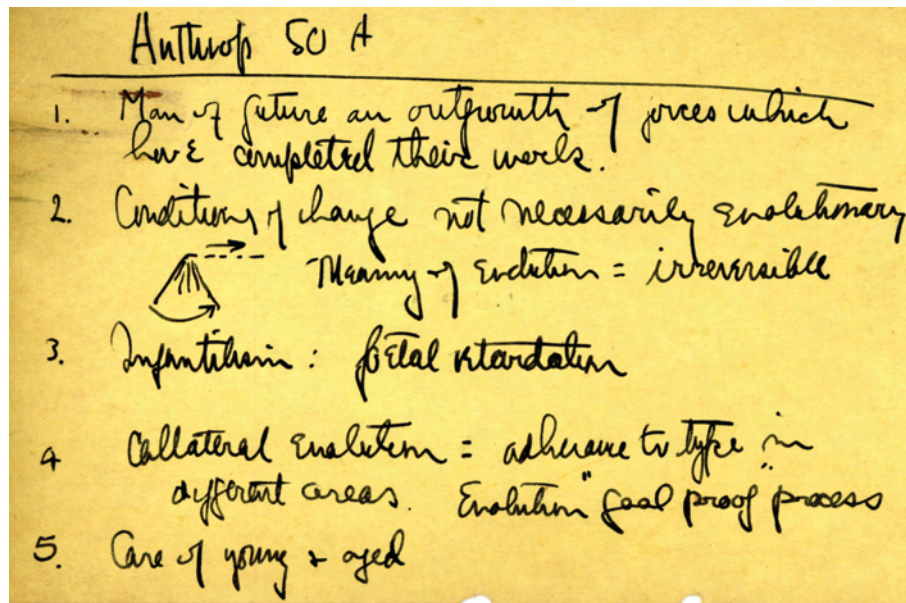 Anthrop 50 A
1. Man of future an outgrowth of forces which
have completed their work.
2. Conditions of change not necessarily evolutionary
Meaning of Evolution = irreversible
3. Infantilism : foetal retardation
4 Collateral Evolution = adherance to type in
different areas. Evolution "goal proof" process
5. Care of young & aged